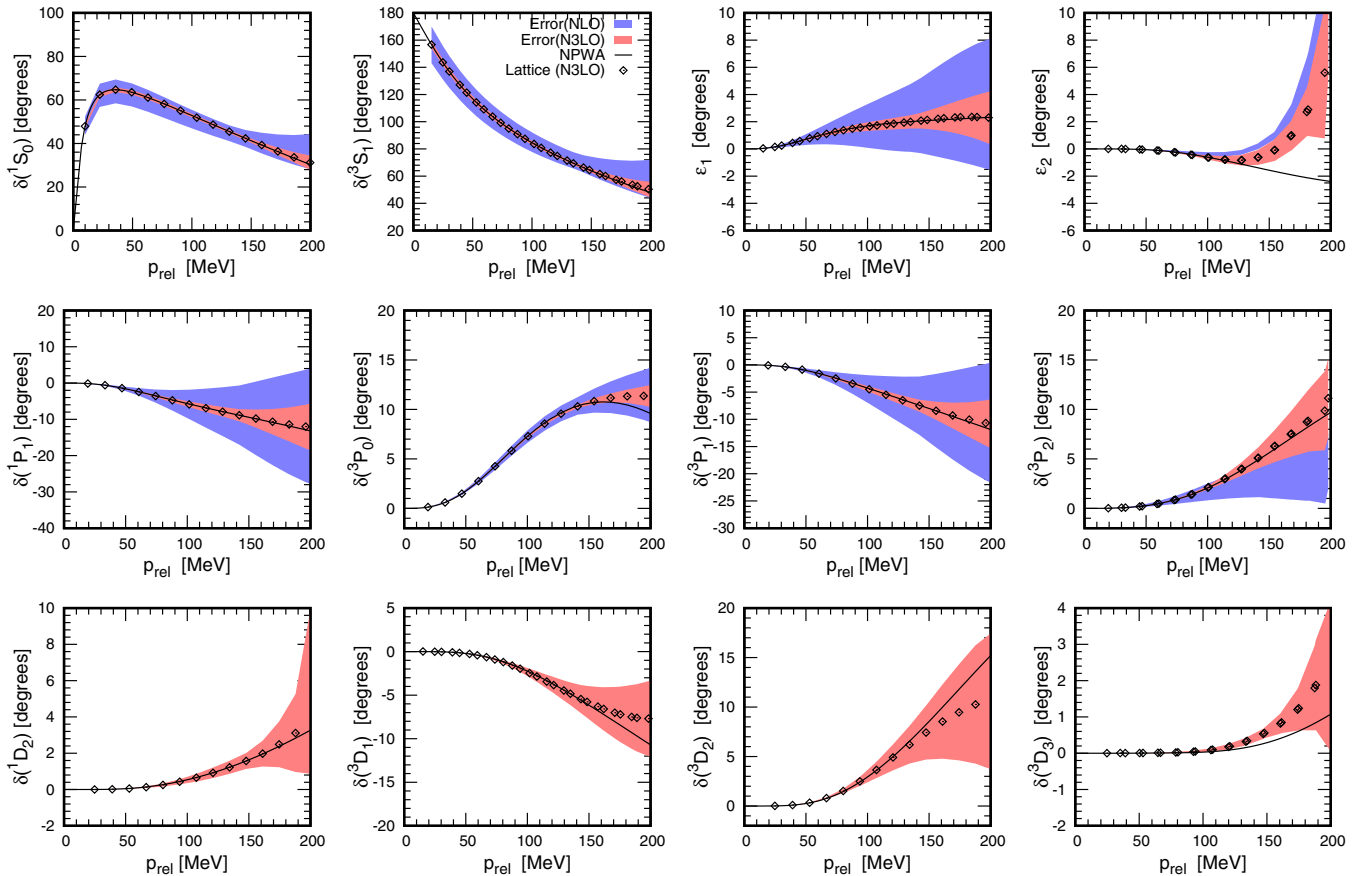 δ(¹S₀) [degrees]
100
80
60
40
20
0
0 50 100 150 200
p_rel [MeV]
δ(³S₁) [degrees]
180
160
140
120
100
80
60
40
20
0 50 100 150 200
p_rel [MeV]
Error(NLO)
Error(N3LO)
NPWA
Lattice (N3LO)
ε₁ [degrees]
10
8
6
4
2
0
-2
-4
-6
0 50 100 150 200
p_rel [MeV]
ε₂ [degrees]
10
8
6
4
2
0
-2
-4
-6
0 50 100 150 200
p_rel [MeV]
δ(¹P₁) [degrees]
20
10
0
-10
-20
-30
-40
0 50 100 150 200
p_rel [MeV]
δ(³P₀) [degrees]
20
15
10
5
0
0 50 100 150 200
p_rel [MeV]
δ(³P₁) [degrees]
10
5
0
-5
-10
-15
-20
-25
-30
0 50 100 150 200
p_rel [MeV]
δ(³P₂) [degrees]
20
15
10
5
0
0 50 100 150 200
p_rel [MeV]
δ(¹D₂) [degrees]
10
8
6
4
2
0
-2
0 50 100 150 200
p_rel [MeV]
δ(³D₁) [degrees]
5
0
-5
-10
-15
-20
0 50 100 150 200
p_rel [MeV]
δ(³D₂) [degrees]
20
15
10
5
0
0 50 100 150 200
p_rel [MeV]
δ(³D₃) [degrees]
4
3
2
1
0
-1
-2
0 50 100 150 200
p_rel [MeV]